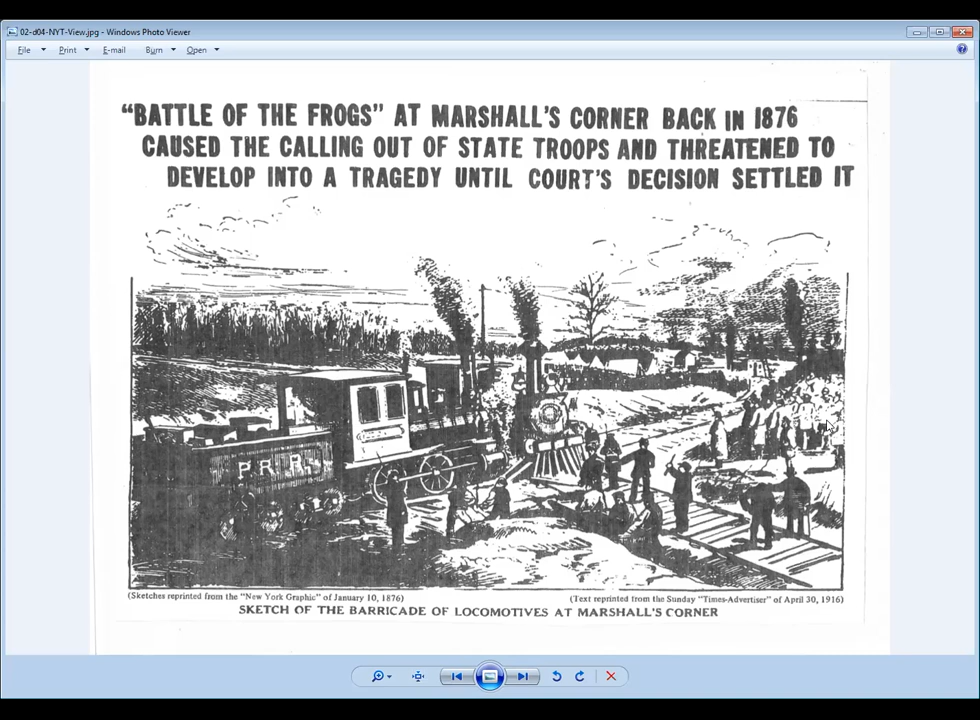 02-d04-NYT-View.jpg - Windows Photo Viewer
File Print E-mail Burn Open
"BATTLE OF THE FROGS" AT MARSHALL'S CORNER BACK IN 1876
CAUSED THE CALLING OUT OF STATE TROOPS AND THREATENED TO
DEVELOP INTO A TRAGEDY UNTIL COURT'S DECISION SETTLED IT
P. R. R.
(Sketches reprinted from the "New York Graphic" of January 10, 1876) (Text reprinted from the Sunday "Times-Advertiser" of April 30, 1916)
SKETCH OF THE BARRICADE OF LOCOMOTIVES AT MARSHALL'S CORNER